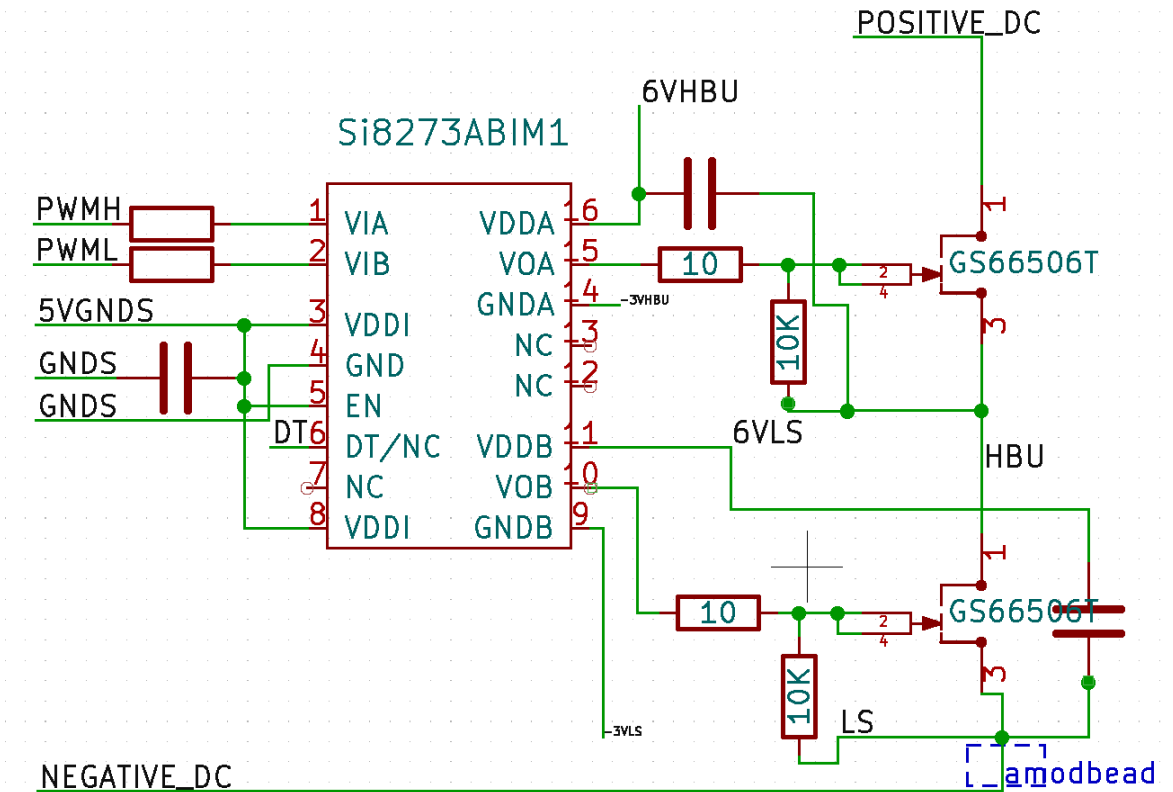 POSITIVE_DC
6VHBU
Si8273ABIM1
PWMH
1 VIA
VDDA 16
PWML
2 VIB
VOA 15
10
2
4
GS66506T
1
3
5VGNDS
3 VDDI
GNDA 14
-3VHBU
NC 13
10K
GNDS
4 GND
NC 12
GNDS
5 EN
DT
6 DT/NC
VDDB 11
6VLS
HBU
7 NC
VOB 10
8 VDDI
GNDB 9
1
10
2
4
GS66506T
3
10K
-3VLS
LS
NEGATIVE_DC
amodbead